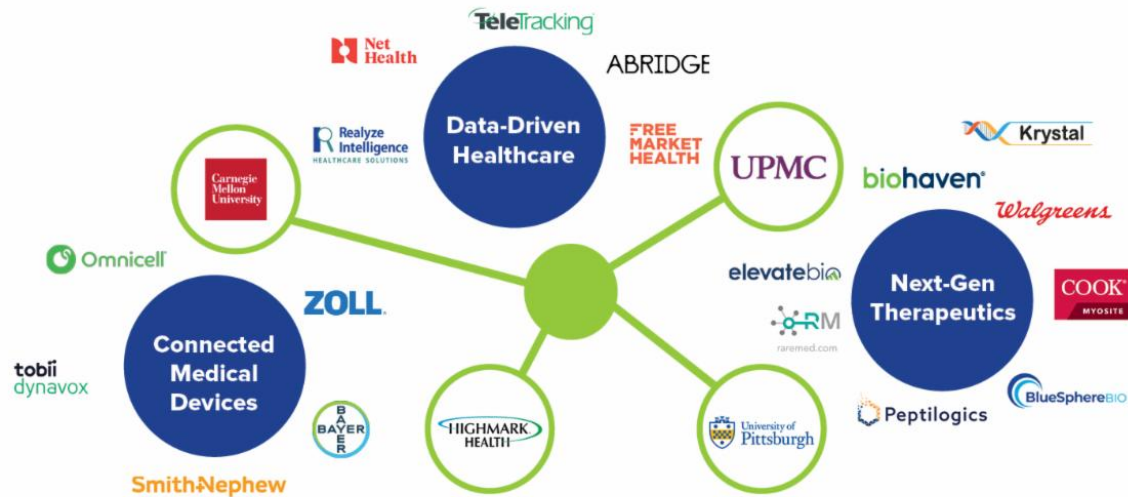 TeleTracking
Net
Health
ABRIDGE
Data-Driven
Healthcare
Realyze
Intelligence
HEALTHCARE SOLUTIONS
FREE
MARKET
HEALTH
UPMC
Krystal
biohaven®
Walgreens
Carnegie
Mellon
University
Omnicell®
ZOLL®
elevatebio
Next-Gen
Therapeutics
COOK®
MYOSITE
RM
raremed.com
Connected
Medical
Devices
tobii
dynavox
BAYER
BAYER
HIGHMARK
HEALTH
University of
Pittsburgh
Peptilogics
BlueSphereBIO
Smith+Nephew